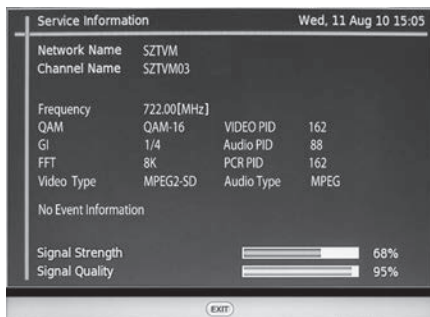 Service Information Wed, 11 Aug 10 15:05
Network Name SZTVM
Channel Name SZTVM03
Frequency 722.00[MHz]
QAM QAM-16 VIDEO PID 162
GI 1/4 Audio PID 88
FFT 8K PCR PID 162
Video Type MPEG2-SD Audio Type MPEG
No Event Information
Signal Strength 68%
Signal Quality 95%
EXIT